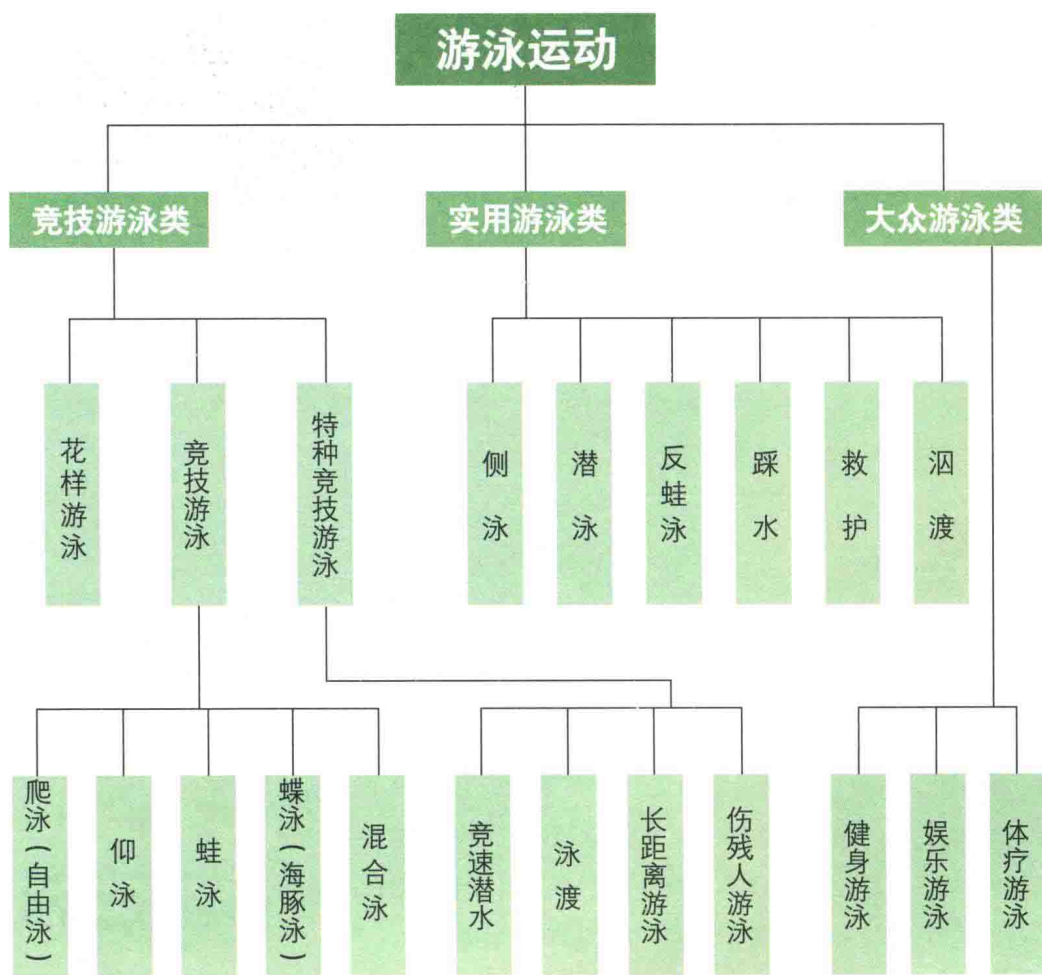 游泳运动
竞技游泳类
实用游泳类
大众游泳类
花样游泳
竞技游泳
特种竞技游泳
侧泳
潜泳
反蛙泳
踩水
救护
泅渡
爬泳(自由泳)
仰泳
蛙泳
蝶泳(海豚泳)
混合泳
竞速潜水
泳渡
长距离游泳
伤残人游泳
健身游泳
娱乐游泳
体疗游泳